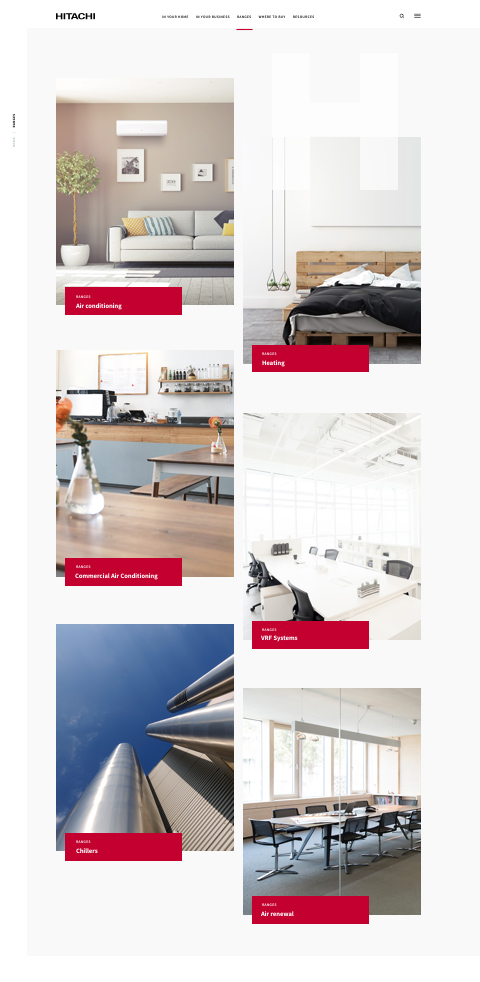 HITACHI
IN YOUR HOME
IN YOUR BUSINESS
RANGES
WHERE TO BUY
RESOURCES
RANGES
RANGES
Air conditioning
RANGES
Heating
RANGES
Commercial Air Conditioning
RANGES
VRF Systems
RANGES
Chillers
RANGES
Air renewal